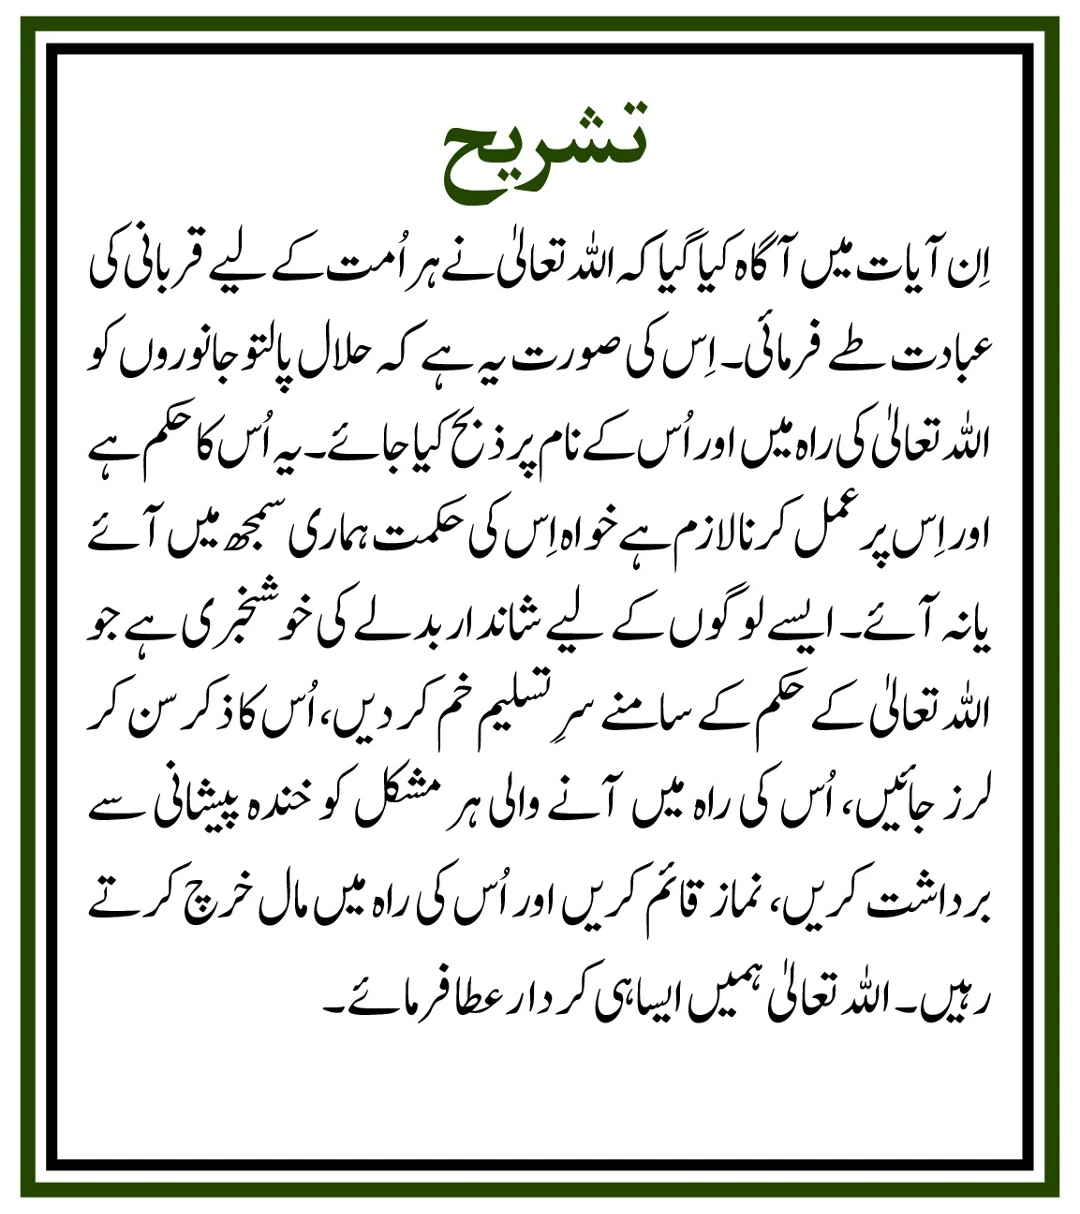 تشریح
اِن آیات میں آگاہ کیا گیا کہ اللہ تعالیٰ نے ہر اُمت کے لیے قربانی کی
عبادت طے فرمائی۔ اِس کی صورت یہ ہے کہ حلال پالتو جانوروں کو
اللہ تعالیٰ کی راہ میں اور اُس کے نام پر ذبح کیا جائے۔ یہ اُس کا حکم ہے
اور اِس پر عمل کرنا لازم ہے خواہ اِس کی حکمت ہماری سمجھ میں آئے
یا نہ آئے۔ ایسے لوگوں کے لیے شاندار بدلے کی خوشخبری ہے جو
اللہ تعالیٰ کے حکم کے سامنے سرِ تسلیم خم کر دیں، اُس کا ذکر سن کر
لرز جائیں، اُس کی راہ میں آنے والی ہر مشکل کو خندہ پیشانی سے
برداشت کریں، نماز قائم کریں اور اُس کی راہ میں مال خرچ کرتے
رہیں۔ اللہ تعالیٰ ہمیں ایسا ہی کردار عطا فرمائے۔